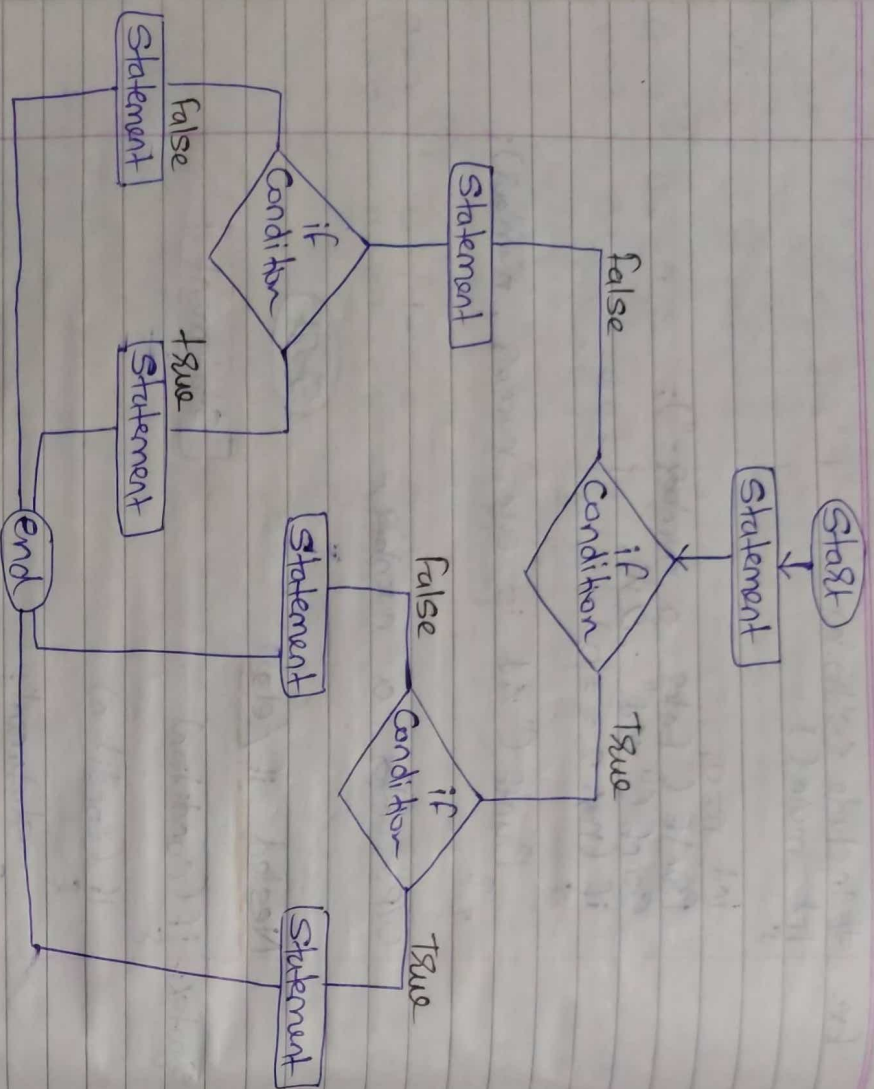 Start
Statement
if
Condition
False
True
Statement
if
Condition
if
Condition
False
True
False
true
Statement
Statement
Statement
Statement
end